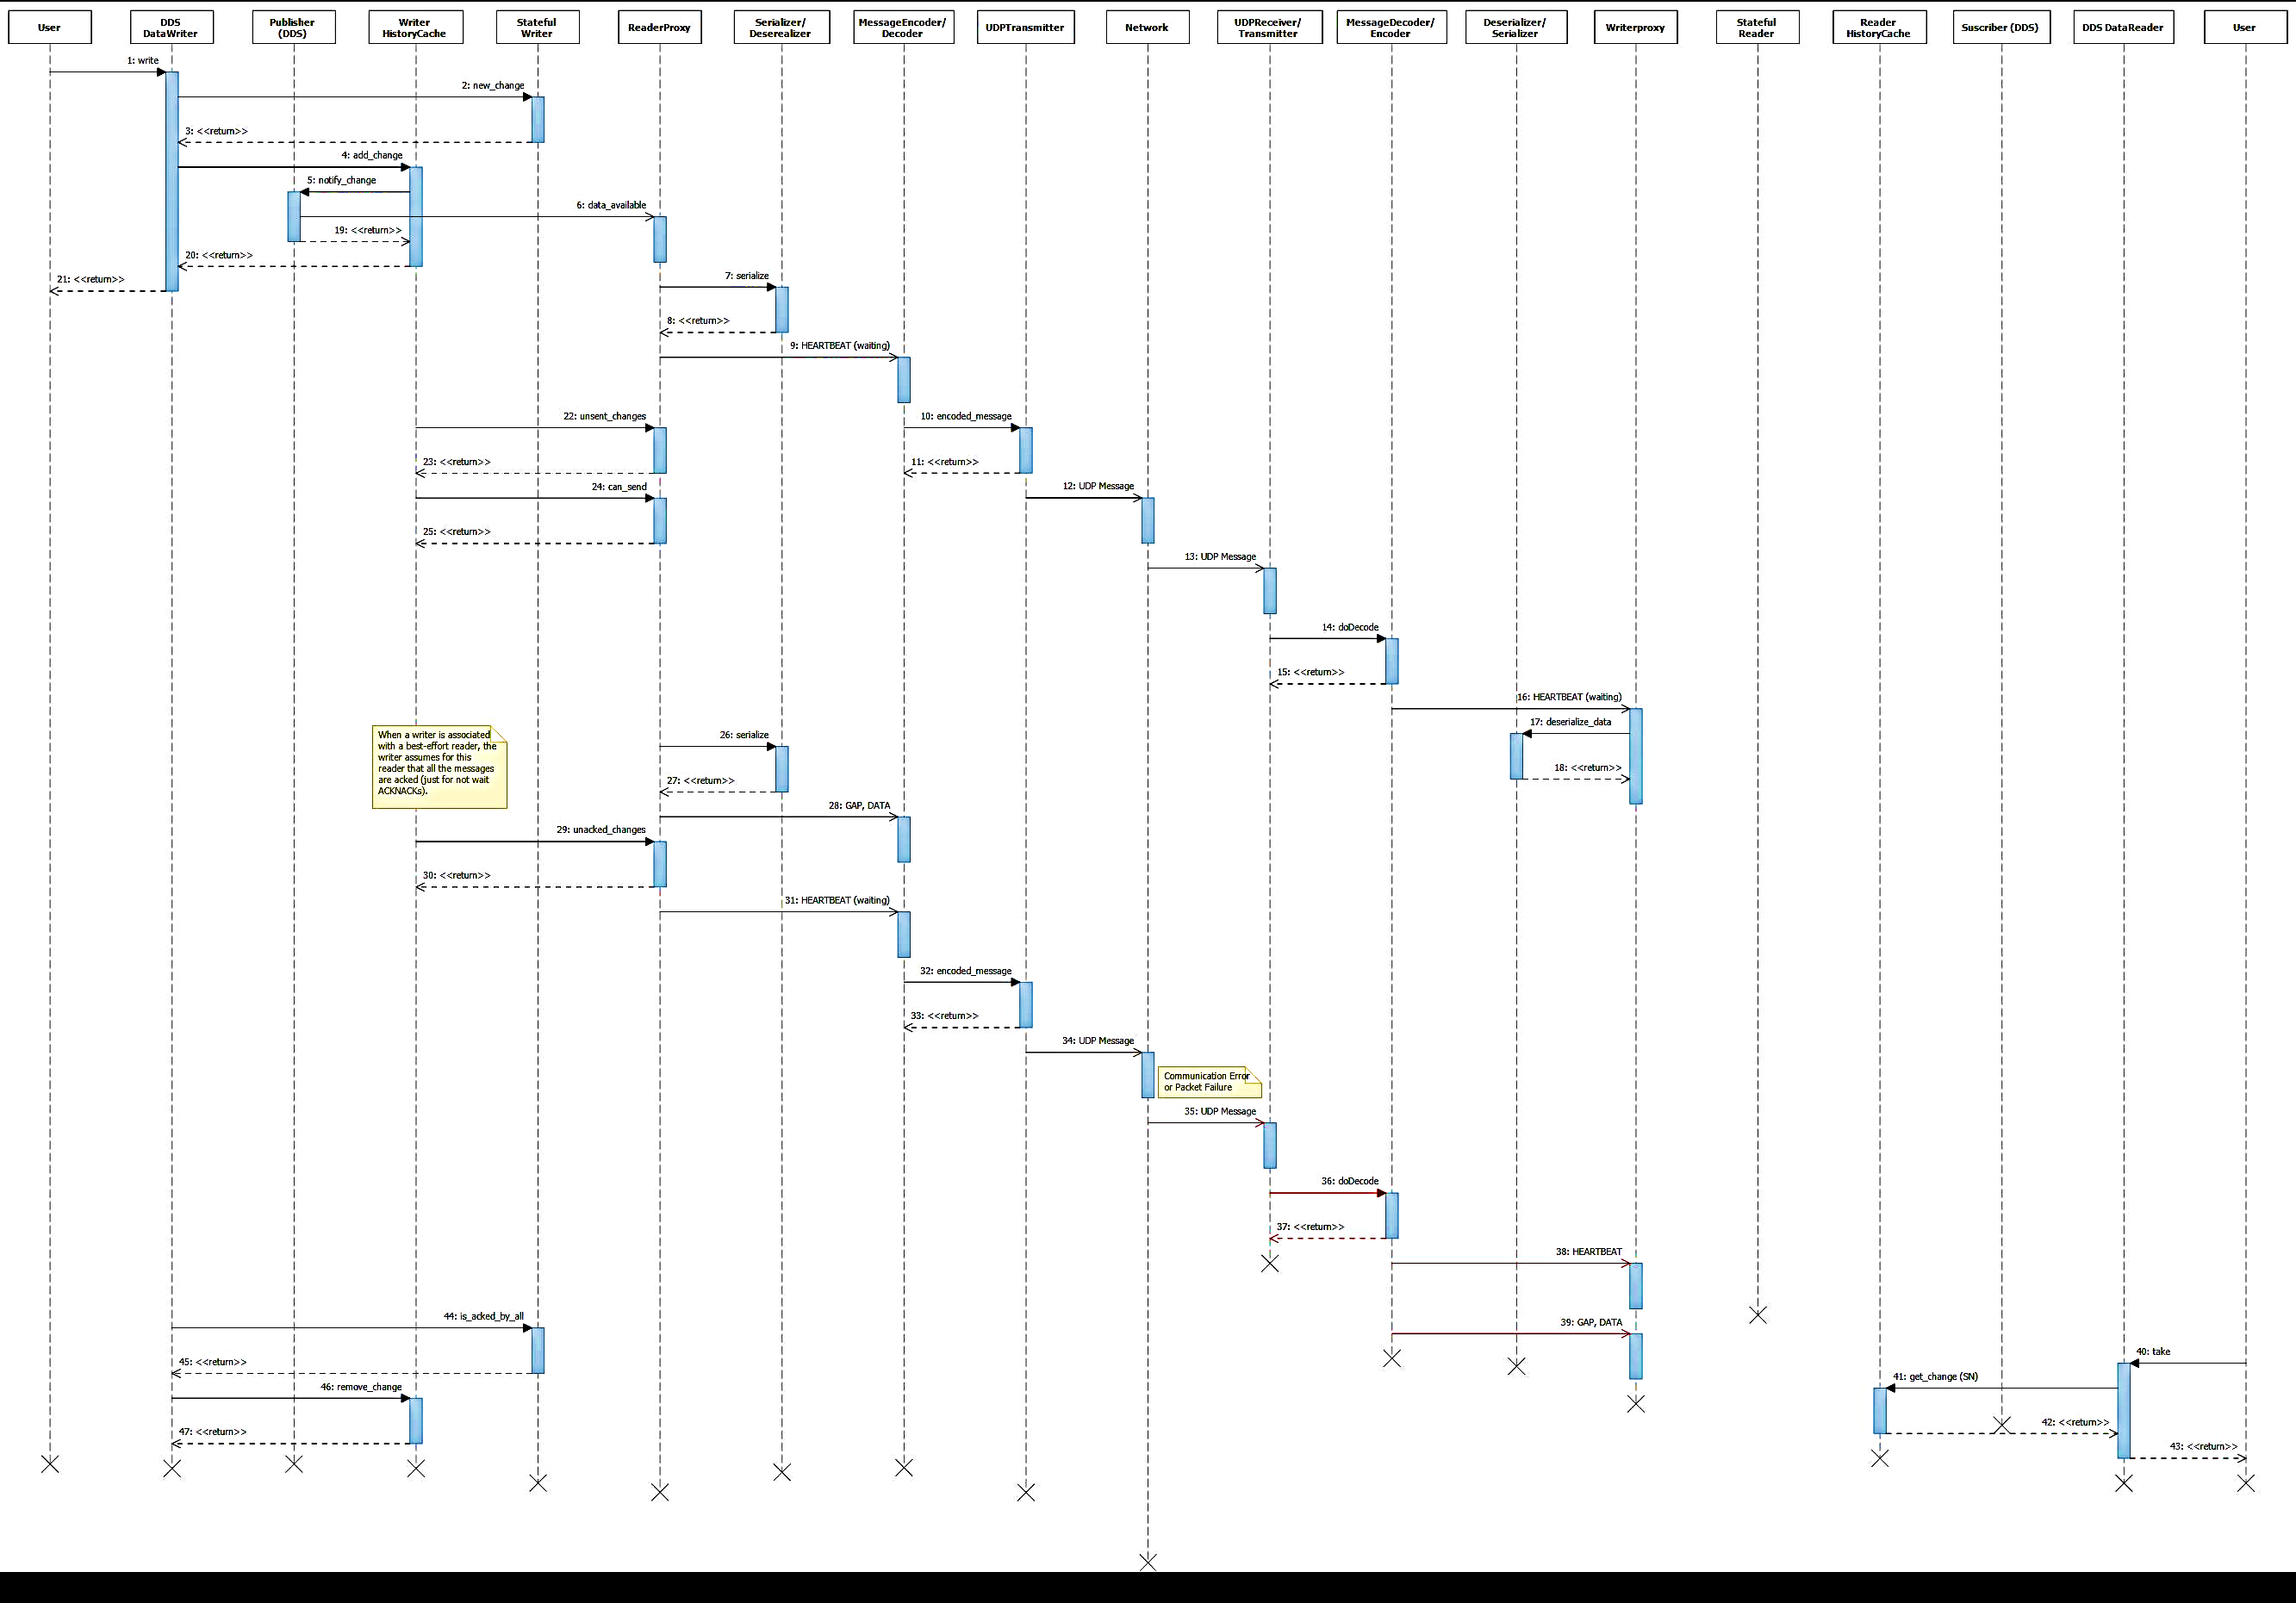 User
DDS
DataWriter
Publisher
(DDS)
Writer
HistoryCache
Stateful
Writer
ReaderProxy
Serializer/
Deserealizer
MessageEncoder/
Decoder
UDPTransmitter
Network
UDPReceiver/
Transmitter
MessageDecoder/
Encoder
Deserializer/
Serializer
Writerproxy
Stateful
Reader
Reader
HistoryCache
Suscriber (DDS)
DDS DataReader
User
1: write
2: new_change
3: <<return>>
4: add_change
5: notify_change
6: data_available
19: <<return>>
20: <<return>>
21: <<return>>
7: serialize
8: <<return>>
9: HEARTBEAT (waiting)
22: unsent_changes
10: encoded_message
23: <<return>>
11: <<return>>
24: can_send
12: UDP Message
25: <<return>>
13: UDP Message
14: doDecode
15: <<return>>
16: HEARTBEAT (waiting)
17: deserialize_data
18: <<return>>
When a writer is associated
with a best-effort reader, the
writer assumes for this
reader that all the messages
are acked (just for not wait
ACKNACKs).
26: serialize
27: <<return>>
28: GAP, DATA
29: unacked_changes
30: <<return>>
31: HEARTBEAT (waiting)
32: encoded_message
33: <<return>>
34: UDP Message
Communication Error
or Packet Failure
35: UDP Message
36: doDecode
37: <<return>>
38: HEARTBEAT
44: is_acked_by_all
39: GAP, DATA
40: take
45: <<return>>
41: get_change (SN)
46: remove_change
42: <<return>>
47: <<return>>
43: <<return>>